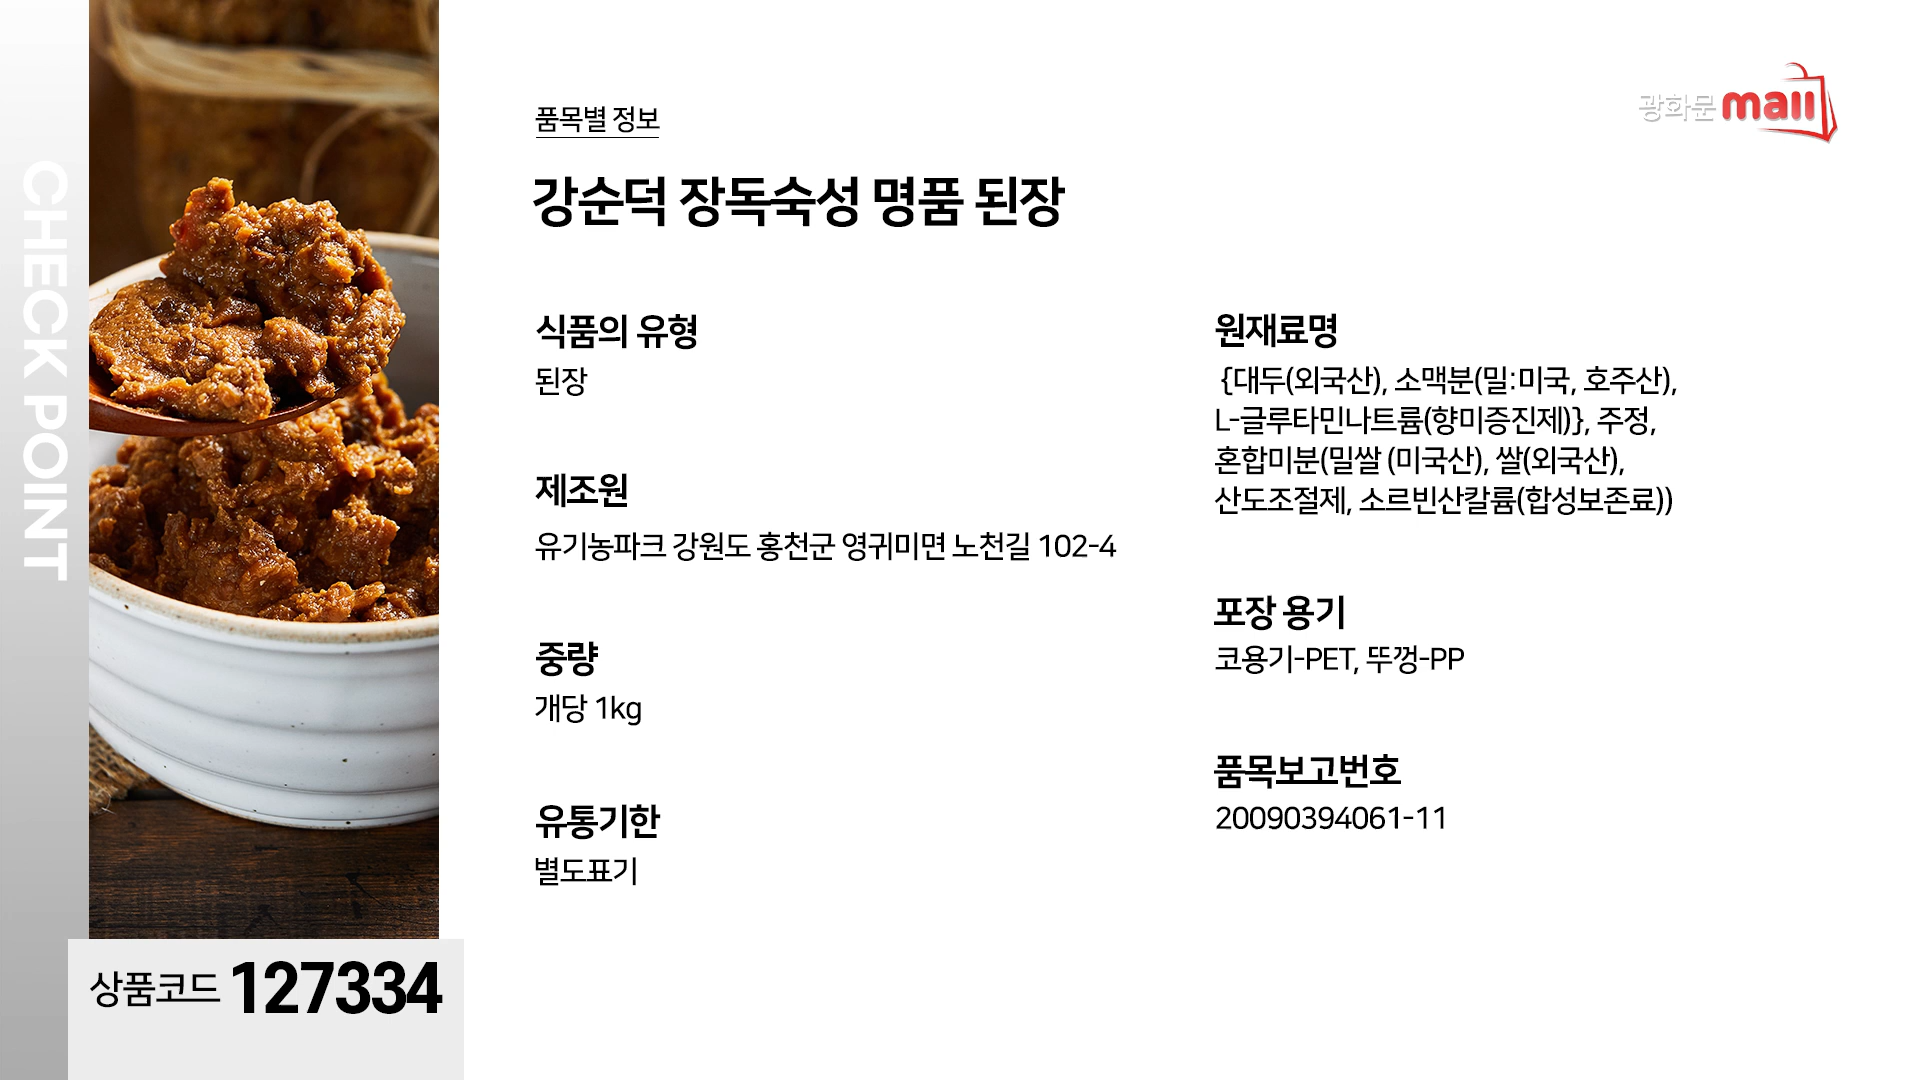 CHECK POINT
품목별 정보
광화문 mall
강순덕 장독숙성 명품 된장
식품의 유형
된장
제조원
유기농파크 강원도 홍천군 영귀미면 노천길 102-4
중량
개당 1kg
유통기한
별도표기
원재료명
{대두(외국산), 소맥분(밀:미국, 호주산),
L-글루타민나트륨(향미증진제)}, 주정,
혼합미분(밀쌀 (미국산), 쌀(외국산),
산도조절제, 소르빈산칼륨(합성보존료))
포장 용기
코용기-PET, 뚜껑-PP
품목보고번호
20090394061-11
상품코드 127334